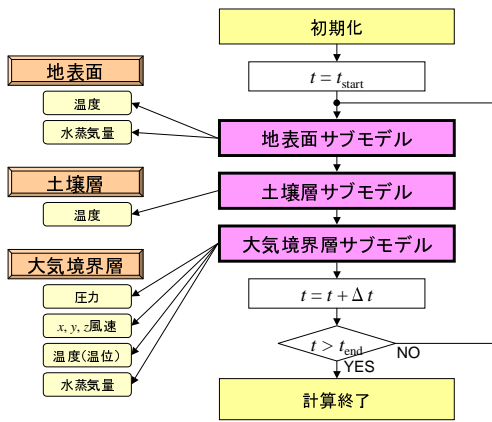 初期化
t = t_start
地表面
温度
水蒸気量
地表面サブモデル
土壌層
温度
土壌層サブモデル
大気境界層
圧力
x, y, z風速
温度(温位)
水蒸気量
大気境界層サブモデル
t = t + Δ t
t > t_end
NO
YES
計算終了